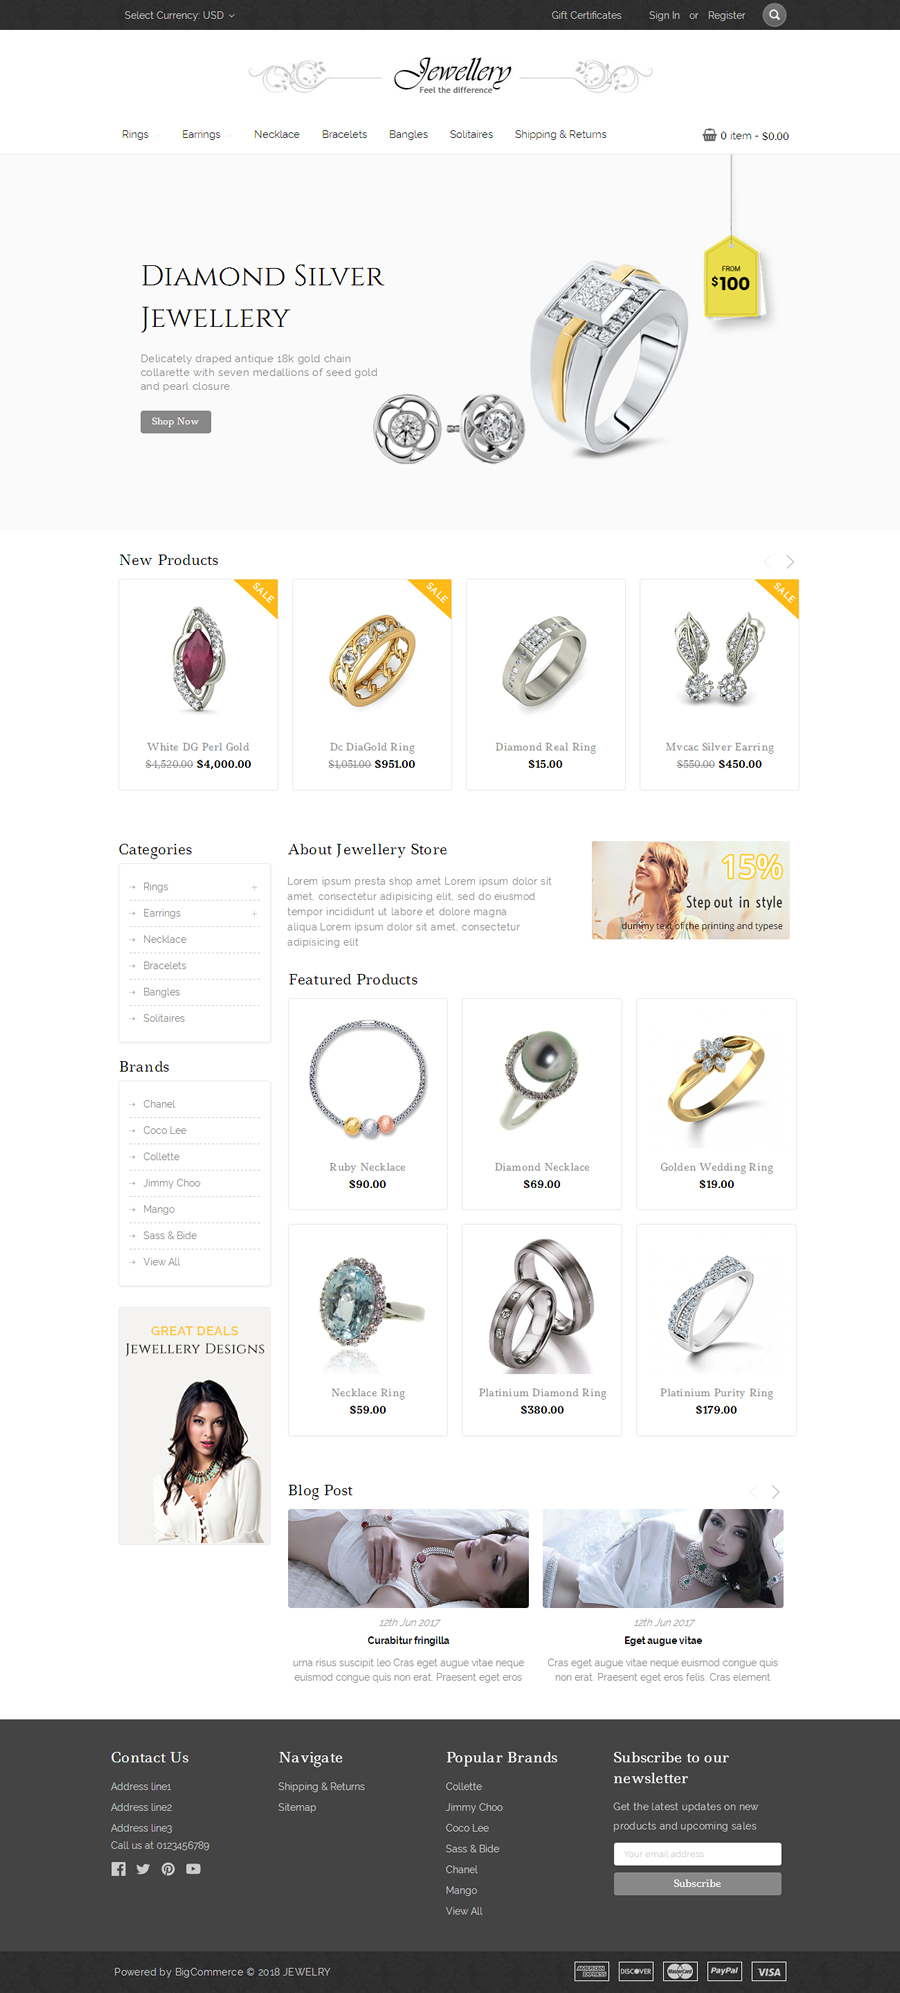 Select Currency: USD
Gift Certificates
Sign In or Register
Jewellery
Feel the difference
Rings
Earrings
Necklace
Bracelets
Bangles
Solitaires
Shipping & Returns
0 item - $0.00
FROM
$100
Diamond Silver
Jewellery
Delicately draped antique 18k gold chain
collarette with seven medallions of seed gold
and pearl closure.
Shop Now
New Products
SALE
SALE
SALE
White DG Perl Gold
$4,520.00 $4,000.00
Dc DiaGold Ring
$1,051.00 $951.00
Diamond Real Ring
$15.00
Mvcac Silver Earring
$550.00 $450.00
Categories
Rings
Earrings
Necklace
Bracelets
Bangles
Solitaires
Brands
Chanel
Coco Lee
Collette
Jimmy Choo
Mango
Sass & Bide
View All
GREAT DEALS
Jewellery Designs
About Jewellery Store
Lorem ipsum presta shop amet Lorem ipsum dolor sit
amet, consectetur adipisicing elit, sed do eiusmod
tempor incididunt ut labore et dolore magna
aliqua.Lorem ipsum dolor sit amet, consectetur
adipisicing elit
15%
Step out in style
dummy text of the printing and typese
Featured Products
Ruby Necklace
$90.00
Diamond Necklace
$69.00
Golden Wedding Ring
$19.00
Necklace Ring
$59.00
Platinium Diamond Ring
$380.00
Platinium Purity Ring
$179.00
Blog Post
12th Jun 2017
Curabitur fringilla
urna risus suscipit leo Cras eget augue vitae neque
euismod congue quis non erat. Praesent eget eros
12th Jun 2017
Eget augue vitae
Cras eget augue vitae neque euismod congue quis
non erat. Praesent eget eros felis. Cras element
Contact Us
Address line1
Address line2
Address line3
Call us at 0123456789
Navigate
Shipping & Returns
Sitemap
Popular Brands
Collette
Jimmy Choo
Coco Lee
Sass & Bide
Chanel
Mango
View All
Subscribe to our
newsletter
Get the latest updates on new
products and upcoming sales
Your email address
Subscribe
Powered by BigCommerce © 2018 JEWELRY
AMERICAN EXPRESS
DISCOVER
MasterCard
PayPal
VISA